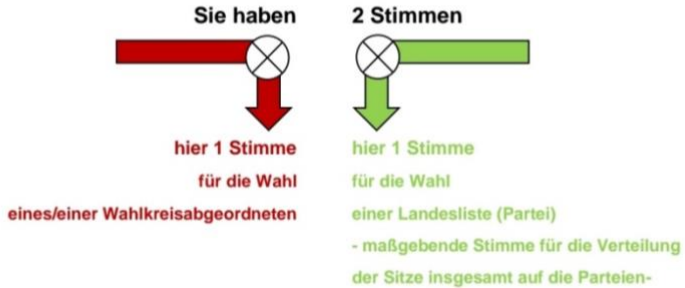 Sie haben 2 Stimmen
hier 1 Stimme
für die Wahl
eines/einer Wahlkreisabgeordneten
hier 1 Stimme
für die Wahl
einer Landesliste (Partei)
- maßgebende Stimme für die Verteilung
der Sitze insgesamt auf die Parteien-